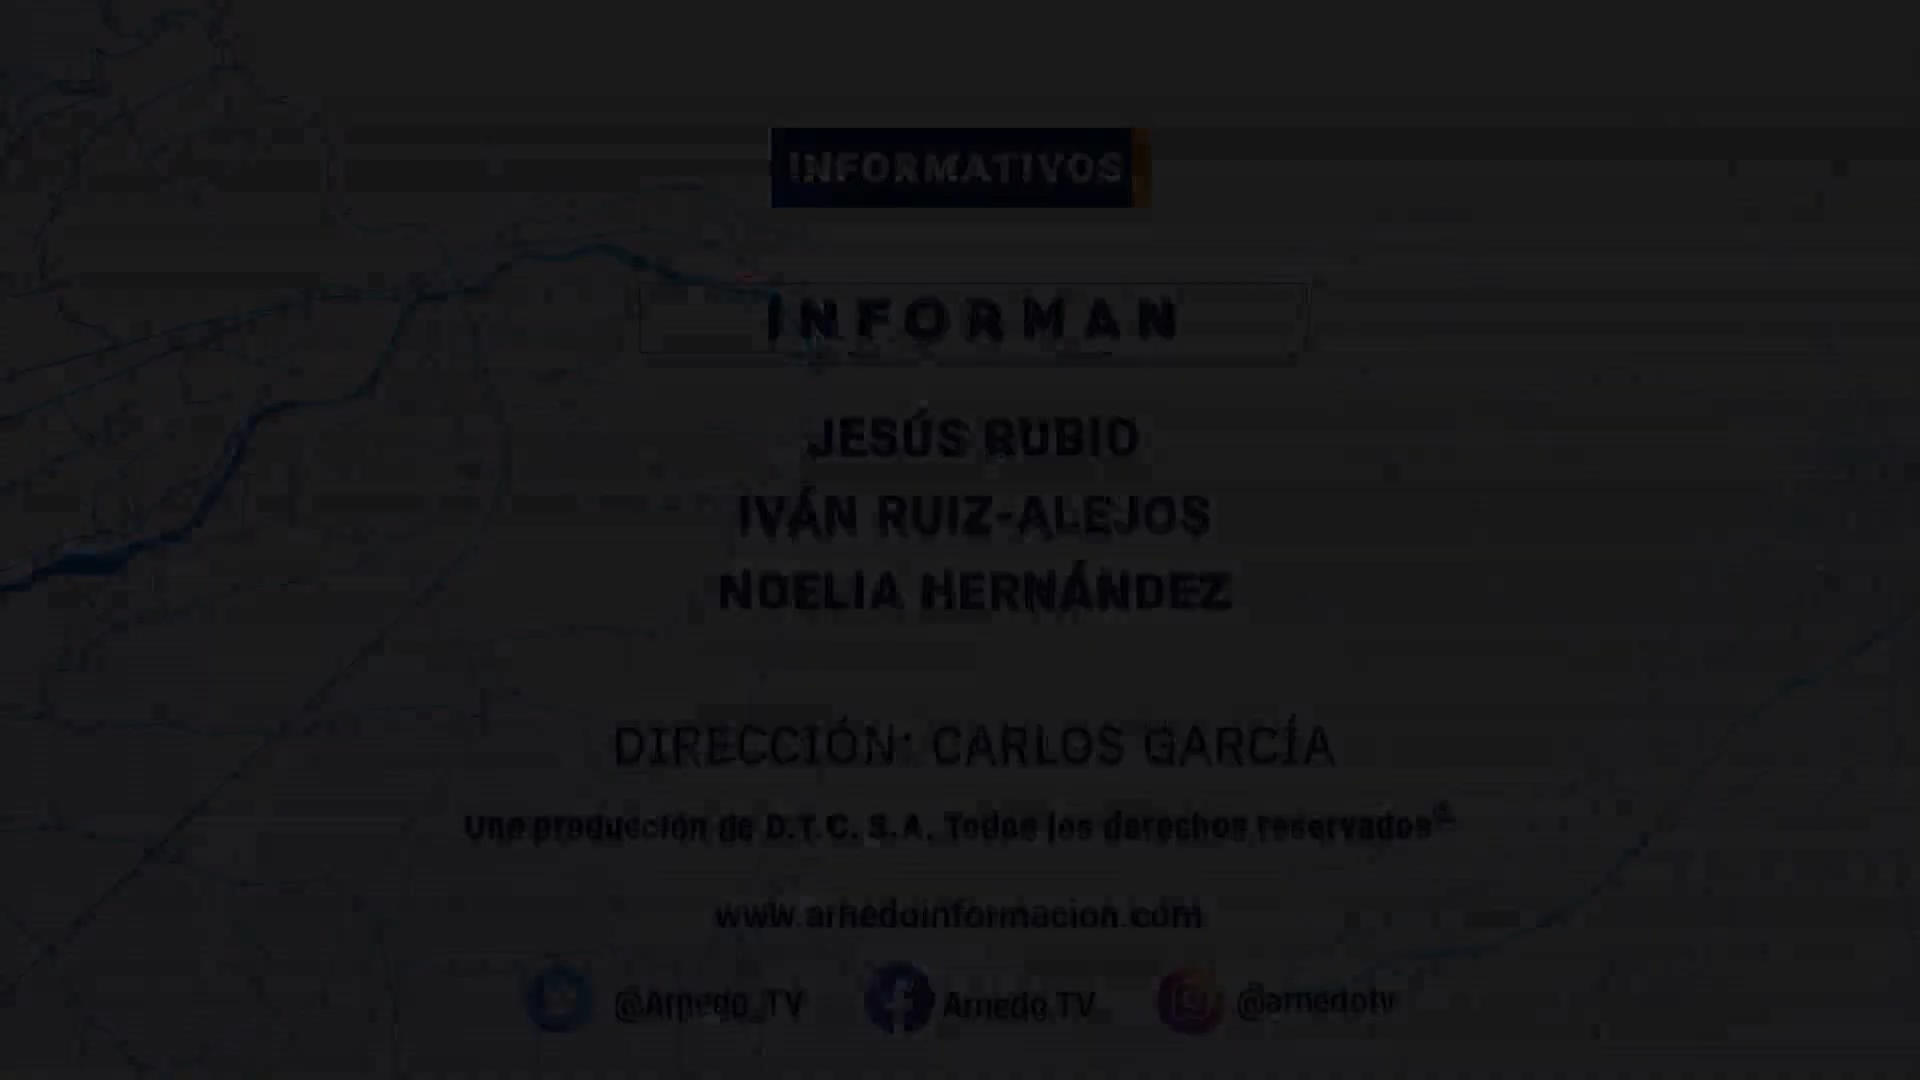 INFORMATIVOS
INFORMAN
JESÚS RUBIO
IVÁN RUIZ-ALEJOS
NOELIA HERNÁNDEZ
DIRECCIÓN: CARLOS GARCÍA
Una producción de D.T.C. S.A. Todos los derechos reservados
www.arnedoinformacion.com
@Arnedo_TV Arnedo TV @arnedotv